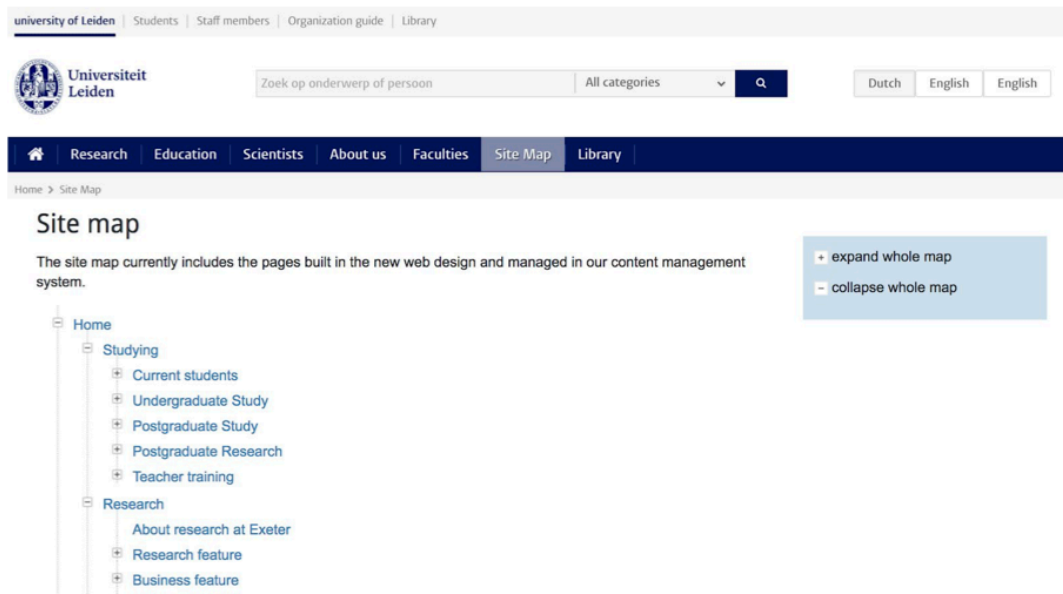 university of Leiden | Students | Staff members | Organization guide | Library
Universiteit
Leiden
Zoek op onderwerp of persoon
All categories
Dutch English English
Research Education Scientists About us Faculties Site Map Library
Home > Site Map
Site map
The site map currently includes the pages built in the new web design and managed in our content management
system.
+ expand whole map
- collapse whole map
Home
Studying
Current students
Undergraduate Study
Postgraduate Study
Postgraduate Research
Teacher training
Research
About research at Exeter
Research feature
Business feature